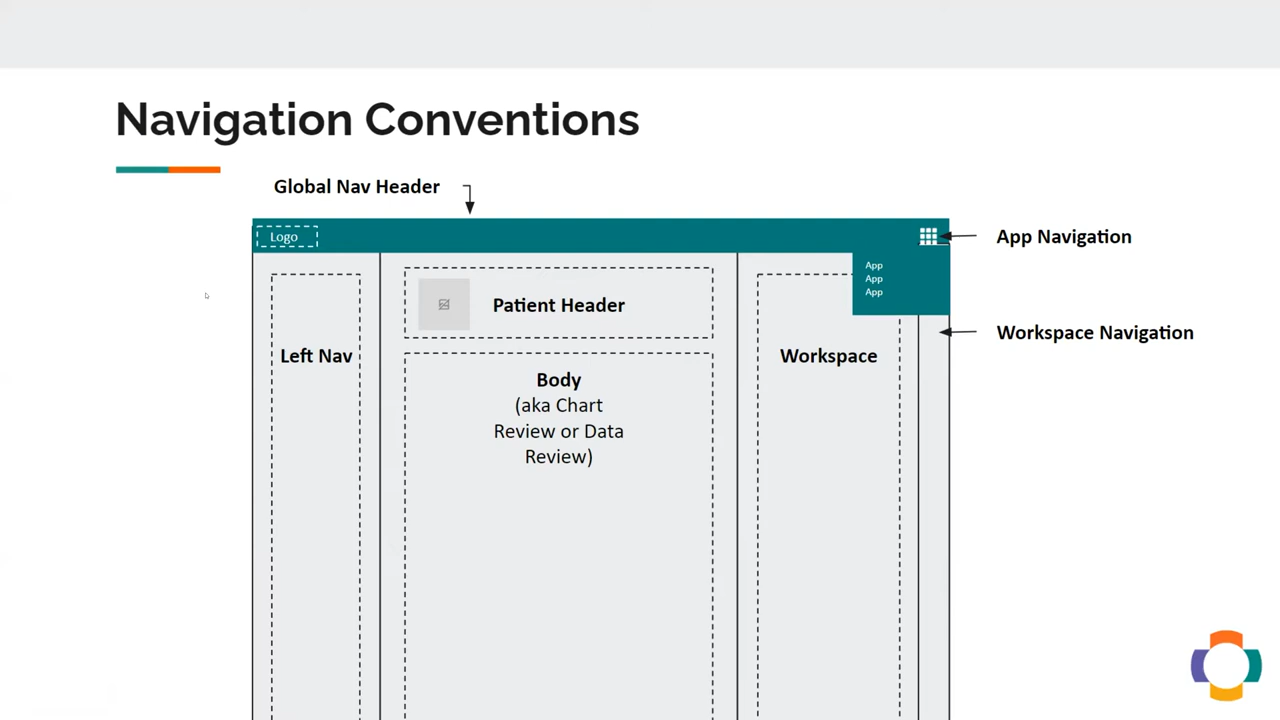 Navigation Conventions
Global Nav Header
Logo
App Navigation
App
App
App
Patient Header
Workspace Navigation
Left Nav
Workspace
Body
(aka Chart
Review or Data
Review)